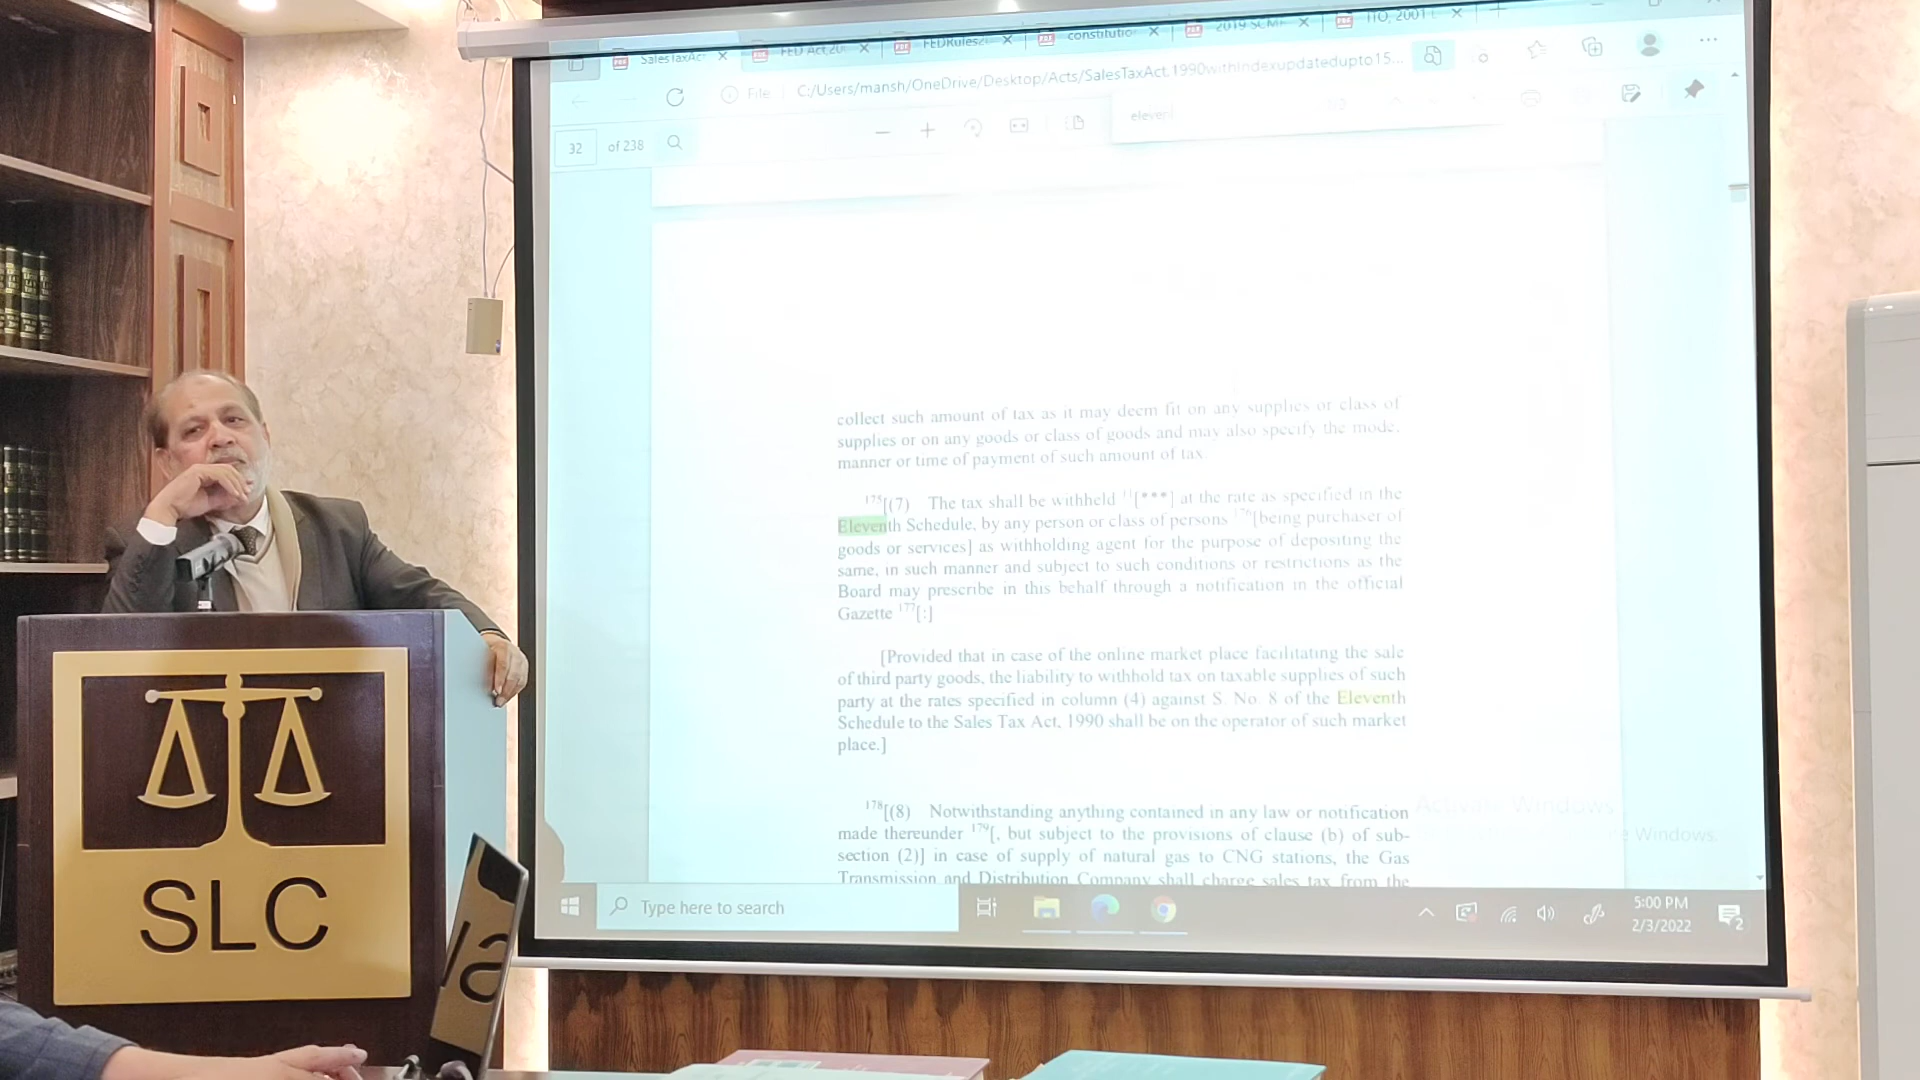 SalesTaxAc
FED Act,20
FEDRules2
constitutio
2019 SCMR
ITO, 2001
File
C:/Users/mansh/OneDrive/Desktop/Acts/SalesTaxAct,1990withIndexupdatedupto15...
32 of 238
eleven
collect such amount of tax as it may deem fit on any supplies or class of
supplies or on any goods or class of goods and may also specify the mode,
manner or time of payment of such amount of tax.
175[(7) The tax shall be withheld [***] at the rate as specified in the
Eleventh Schedule, by any person or class of persons 176[being purchaser of
goods or services] as withholding agent for the purpose of depositing the
same, in such manner and subject to such conditions or restrictions as the
Board may prescribe in this behalf through a notification in the official
Gazette 177[:]
[Provided that in case of the online market place facilitating the sale
of third party goods, the liability to withhold tax on taxable supplies of such
party at the rates specified in column (4) against S. No. 8 of the Eleventh
Schedule to the Sales Tax Act, 1990 shall be on the operator of such market
place.]
178[(8) Notwithstanding anything contained in any law or notification
made thereunder 179[, but subject to the provisions of clause (b) of sub-
section (2)] in case of supply of natural gas to CNG stations, the Gas
Transmission and Distribution Company shall charge sales tax from the
Activate Windows
Windows.
Type here to search
5:00 PM
2/3/2022
2
SLC